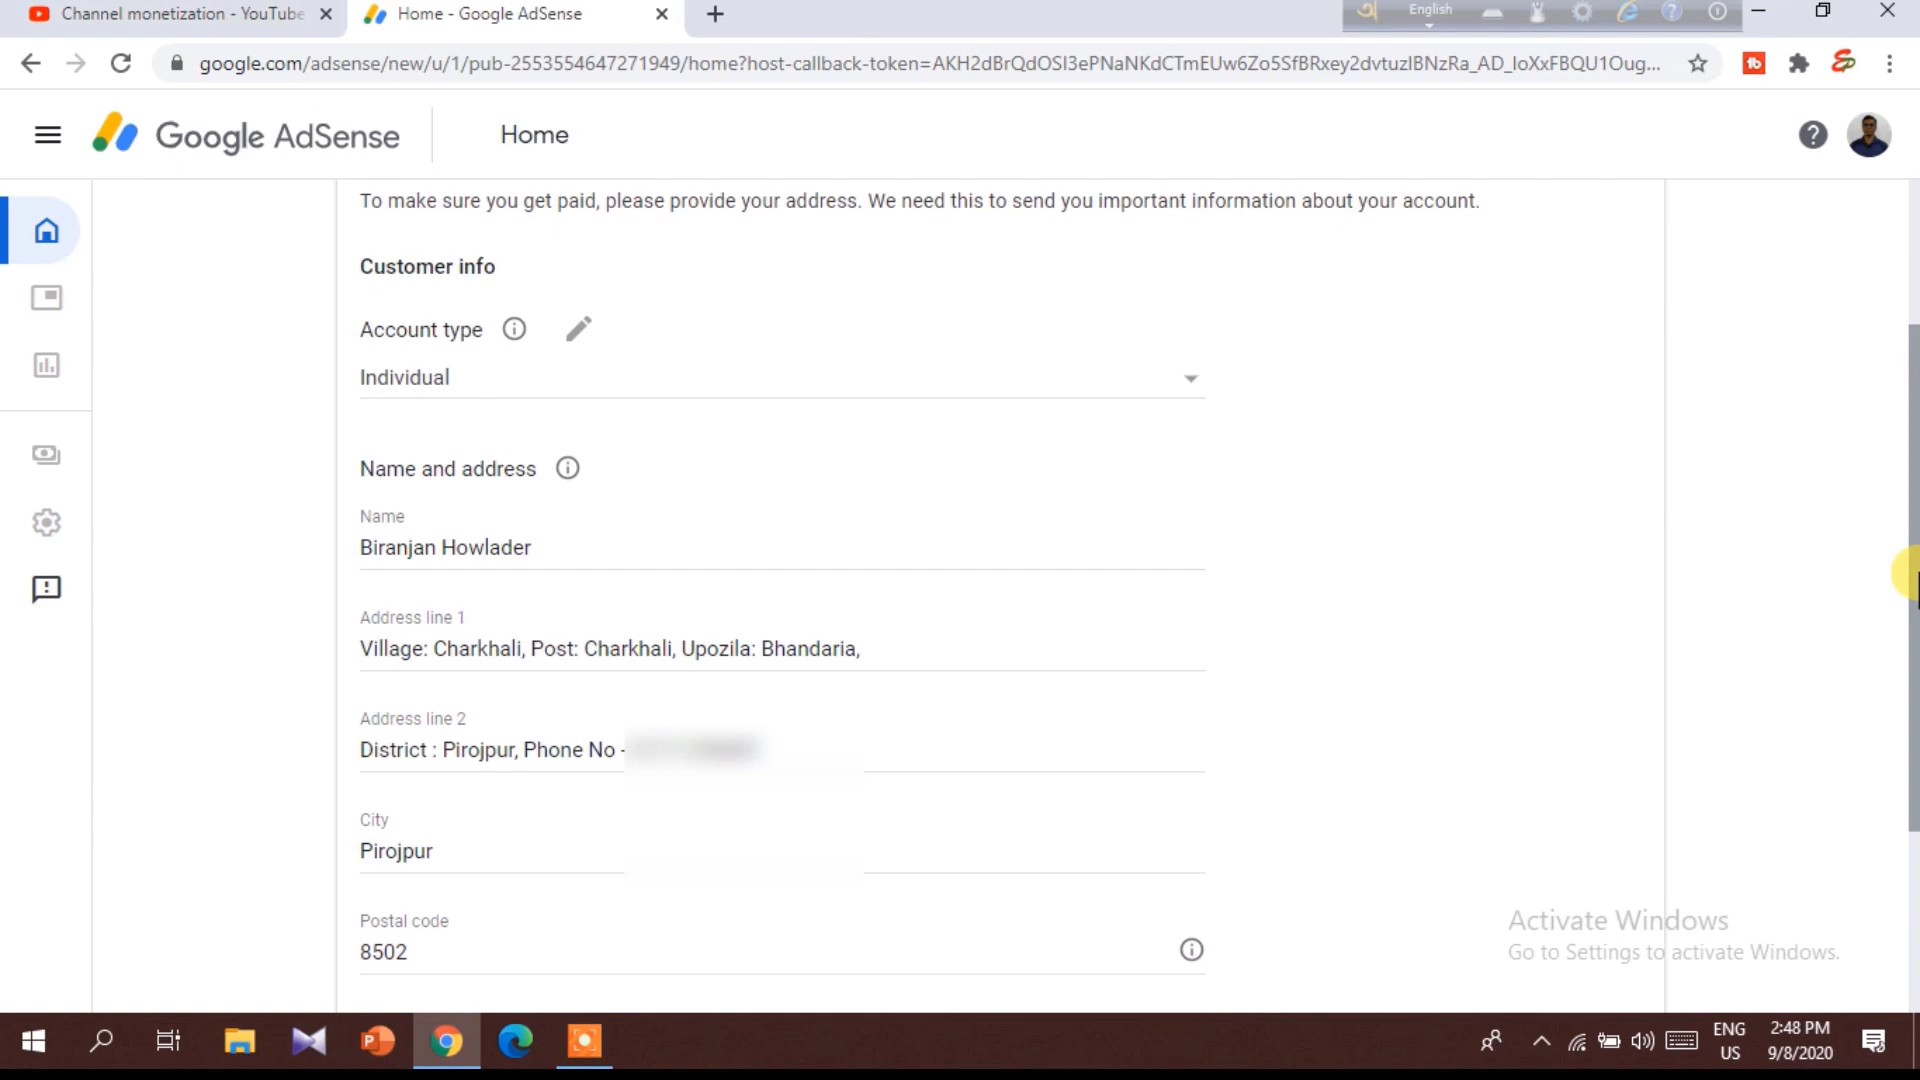 Channel monetization - YouTube
Home - Google AdSense
English
google.com/adsense/new/u/1/pub-2553554647271949/home?host-callback-token=AKH2dBrQdOSI3ePNaNKdCTmEUw6Zo5SfBRxey2dvtuzlBNzRa_AD_IoXxFBQU1Oug...
Google AdSense
Home
To make sure you get paid, please provide your address. We need this to send you important information about your account.
Customer info
Account type
Individual
Name and address
Name
Biranjan Howlader
Address line 1
Village: Charkhali, Post: Charkhali, Upozila: Bhandaria,
Address line 2
District : Pirojpur, Phone No -
City
Pirojpur
Postal code
8502
Activate Windows
Go to Settings to activate Windows.
ENG
US
2:48 PM
9/8/2020